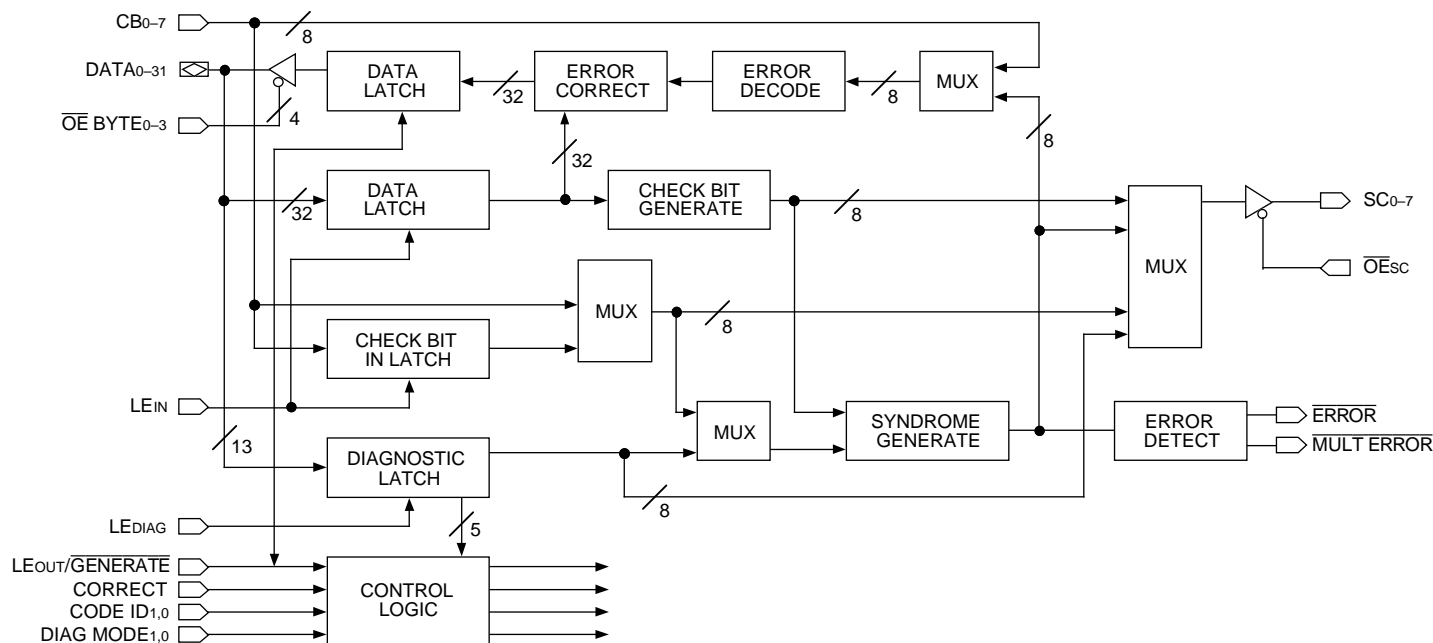 CB0–7
8
DATA0–31
DATA
LATCH
32
ERROR
CORRECT
ERROR
DECODE
8
MUX
OE BYTE0–3
4
8
32
32
DATA
LATCH
CHECK BIT
GENERATE
8
MUX
SC0–7
OESC
MUX
8
CHECK BIT
IN LATCH
LEIN
13
MUX
SYNDROME
GENERATE
ERROR
DETECT
ERROR
MULT ERROR
DIAGNOSTIC
LATCH
8
LEDIAG
5
LEOUT/GENERATE
CORRECT
CODE ID1,0
DIAG MODE1,0
CONTROL
LOGIC